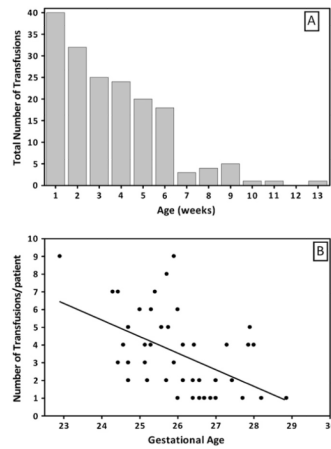 A
Total Number of Transfusions
40
35
30
25
20
15
10
5
0
1 2 3 4 5 6 7 8 9 10 11 12 13
Age (weeks)
B
Number of Transfusions/patient
10
9
8
7
6
5
4
3
2
1
0
23 24 25 26 27 28 29 3
Gestational Age